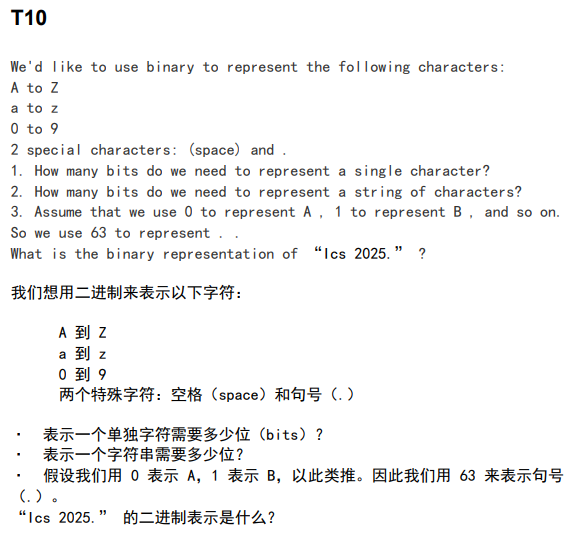 T10
We'd like to use binary to represent the following characters:
A to Z
a to z
0 to 9
2 special characters: (space) and .
1. How many bits do we need to represent a single character?
2. How many bits do we need to represent a string of characters?
3. Assume that we use 0 to represent A , 1 to represent B , and so on.
So we use 63 to represent . .
What is the binary representation of “Ics 2025.” ?
我们想用二进制来表示以下字符：
A 到 Z
a 到 z
0 到 9
两个特殊字符：空格（space）和句号（.）
· 表示一个单独字符需要多少位（bits）？
· 表示一个字符串需要多少位？
· 假设我们用 0 表示 A，1 表示 B，以此类推。因此我们用 63 来表示句号
（.）。
“Ics 2025.” 的二进制表示是什么？